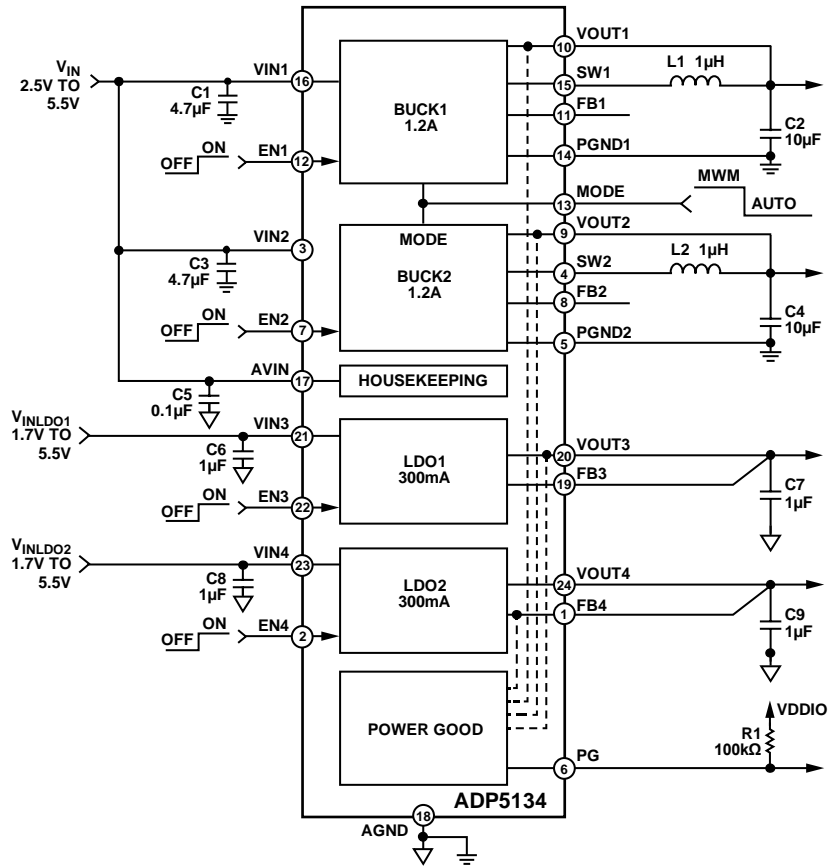 VIN
2.5V TO
5.5V
C1
4.7µF
VIN1
16
OFF
ON
EN1
12
BUCK1
1.2A
VOUT1
10
SW1
15
L1 1µH
FB1
11
PGND1
14
C2
10µF
MODE
13
MWM
AUTO
VIN2
3
C3
4.7µF
OFF
ON
EN2
7
MODE
BUCK2
1.2A
VOUT2
9
SW2
4
L2 1µH
FB2
8
PGND2
5
C4
10µF
AVIN
17
C5
0.1µF
HOUSEKEEPING
VINLDO1
1.7V TO
5.5V
VIN3
21
C6
1µF
OFF
ON
EN3
22
LDO1
300mA
VOUT3
20
FB3
19
C7
1µF
VINLDO2
1.7V TO
5.5V
VIN4
23
C8
1µF
OFF
ON
EN4
2
LDO2
300mA
VOUT4
24
FB4
1
C9
1µF
POWER GOOD
VDDIO
R1
100kΩ
PG
6
ADP5134
18
AGND